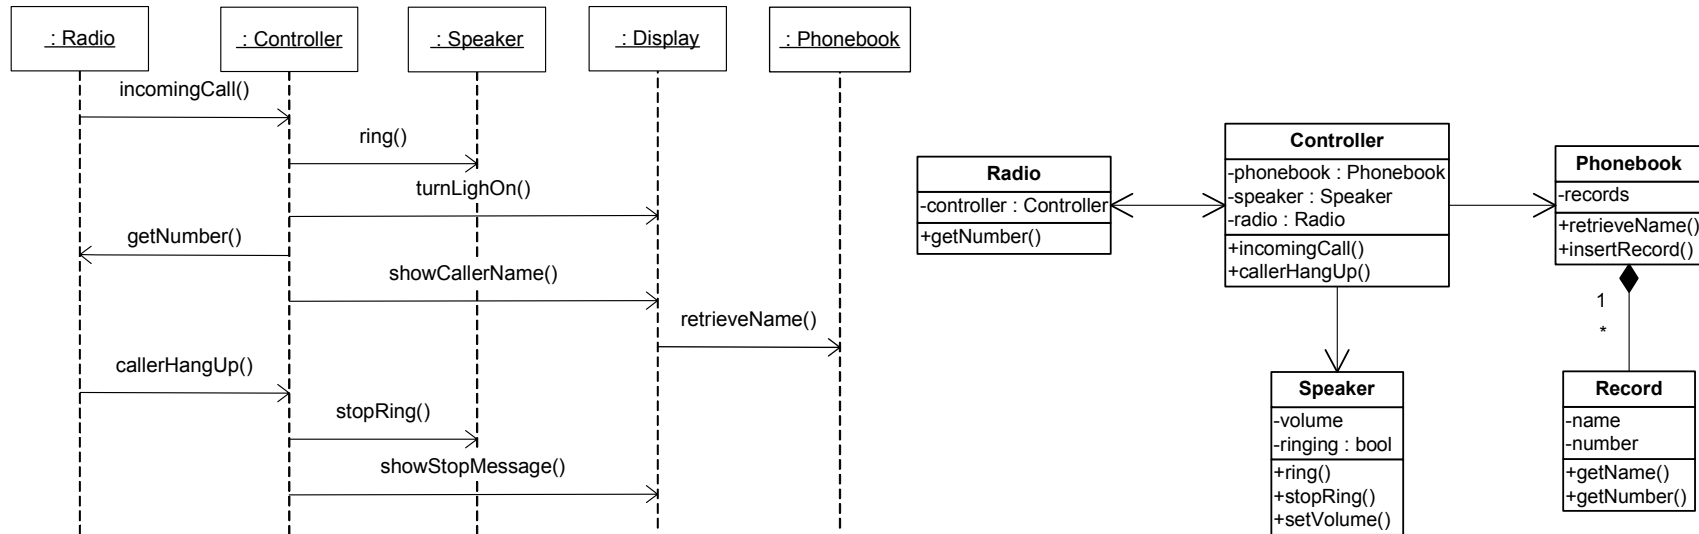 : Radio
: Controller
: Speaker
: Display
: Phonebook
incomingCall()
ring()
turnLighOn()
getNumber()
showCallerName()
retrieveName()
callerHangUp()
stopRing()
showStopMessage()
Radio
-controller : Controller
+getNumber()
Controller
-phonebook : Phonebook
-speaker : Speaker
-radio : Radio
+incomingCall()
+callerHangUp()
Phonebook
-records
+retrieveName()
+insertRecord()
1
*
Speaker
-volume
-ringing : bool
+ring()
+stopRing()
+setVolume()
Record
-name
-number
+getName()
+getNumber()